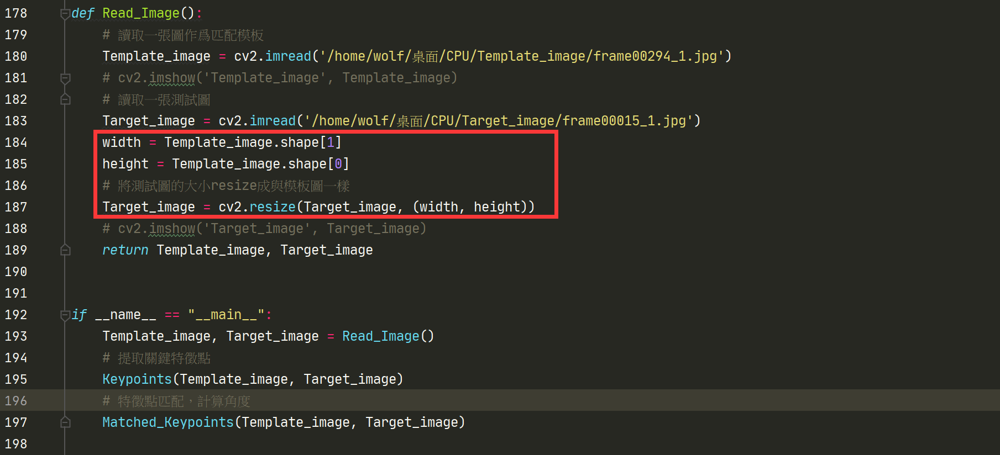 178 def Read_Image():
179 # 讀取一張圖作爲匹配模板
180 Template_image = cv2.imread('/home/wolf/桌面/CPU/Template_image/frame00294_1.jpg')
181 # cv2.imshow('Template_image', Template_image)
182 # 讀取一張測試圖
183 Target_image = cv2.imread('/home/wolf/桌面/CPU/Target_image/frame00015_1.jpg')
184 width = Template_image.shape[1]
185 height = Template_image.shape[0]
186 # 將測試圖的大小resize成與模板圖一樣
187 Target_image = cv2.resize(Target_image, (width, height))
188 # cv2.imshow('Target_image', Target_image)
189 return Template_image, Target_image
190
191
192 if __name__ == "__main__":
193 Template_image, Target_image = Read_Image()
194 # 提取關鍵特徵點
195 Keypoints(Template_image, Target_image)
196 # 特徵點匹配，計算角度
197 Matched_Keypoints(Template_image, Target_image)
198